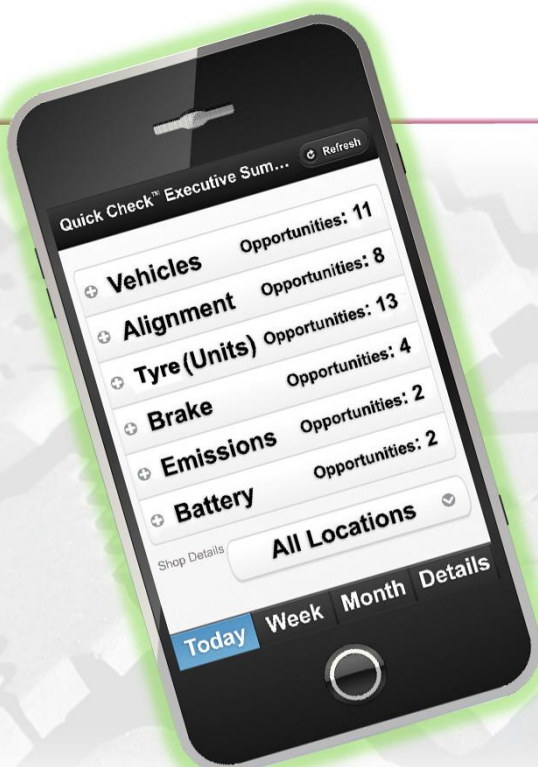 Quick Check™ Executive Sum... Refresh
Vehicles Opportunities: 11
Alignment Opportunities: 8
Tyre (Units) Opportunities: 13
Brake Opportunities: 4
Emissions Opportunities: 2
Battery Opportunities: 2
Shop Details All Locations
Today Week Month Details